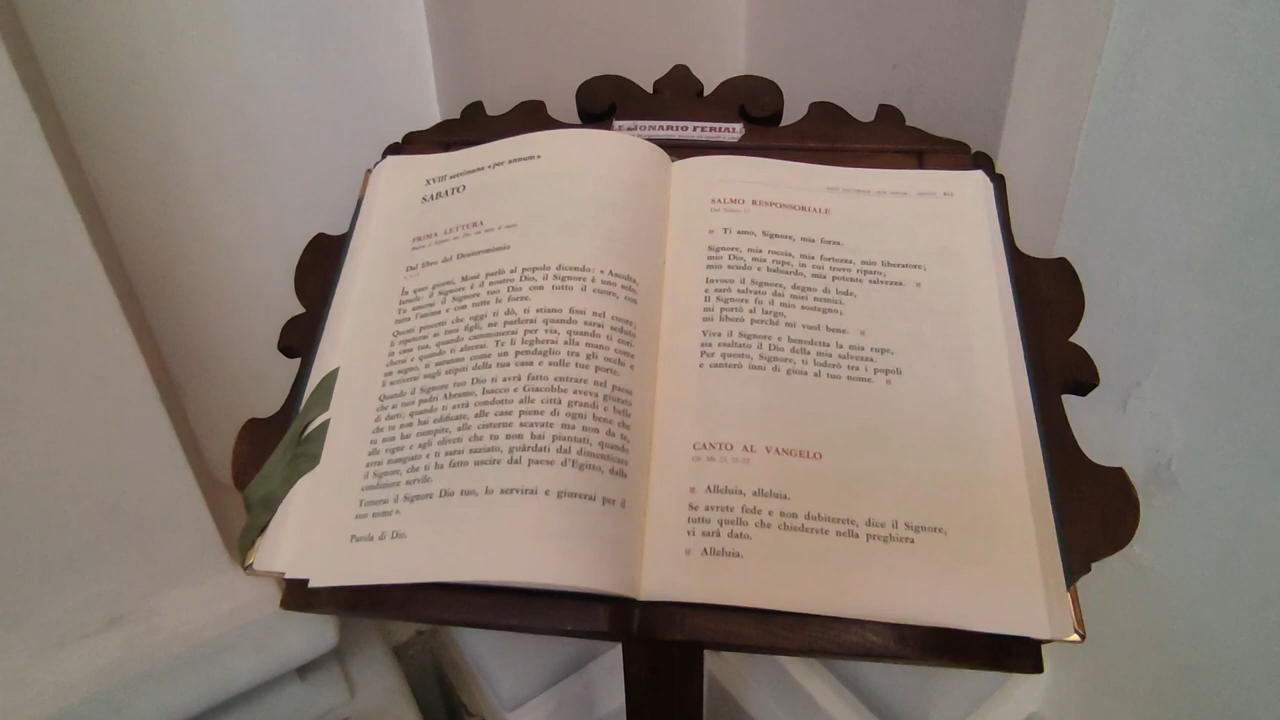 IONARIO FERIAL
XVIII settimana «per annum»
SABATO
PRIMA LETTURA
Dal libro del Deuteronomio
In quei giorni, Mosè parlò al popolo dicendo: « Ascolta,
Israele: il Signore è il nostro Dio, il Signore è uno solo.
Tu amerai il Signore tuo Dio con tutto il cuore, con
tutta l'anima e con tutte le forze.
Questi precetti che oggi ti dò, ti stiano fissi nel cuore;
li ripeterai ai tuoi figli, ne parlerai quando sarai seduto
in casa tua, quando camminerai per via, quando ti cori-
cherai e quando ti alzerai. Te li legherai alla mano come
un segno, ti saranno come un pendaglio tra gli occhi e
li scriverai sugli stipiti della tua casa e sulle tue porte.
Quando il Signore tuo Dio ti avrà fatto entrare nel paese
che ai tuoi padri Abramo, Isacco e Giacobbe aveva giurato
di darti; quando ti avrà condotto alle città grandi e belle
che tu non hai edificate, alle case piene di ogni bene che
tu non hai riempite, alle cisterne scavate ma non da te,
alle vigne e agli oliveti che tu non hai piantati, quando
avrai mangiato e ti sarai saziato, guàrdati dal dimenticare
il Signore, che ti ha fatto uscire dal paese d'Egitto, dalla
condizione servile.
Temerai il Signore Dio tuo, lo servirai e giurerai per il
suo nome ».
Parola di Dio.
SALMO RESPONSORIALE
Dal Salmo 17
Ti amo, Signore, mia forza.
Signore, mia roccia, mia fortezza, mio liberatore;
mio Dio, mia rupe, in cui trovo riparo;
mio scudo e baluardo, mia potente salvezza.
Invoco il Signore, degno di lode,
e sarò salvato dai miei nemici.
Il Signore fu il mio sostegno;
mi portò al largo,
mi liberò perché mi vuol bene.
Viva il Signore e benedetta la mia rupe,
sia esaltato il Dio della mia salvezza.
Per questo, Signore, ti loderò tra i popoli
e canterò inni di gioia al tuo nome.
CANTO AL VANGELO
Cfr Mt 21, 21-22
Alleluia, alleluia.
Se avrete fede e non dubiterete, dice il Signore,
tutto quello che chiederete nella preghiera
vi sarà dato.
Alleluia.